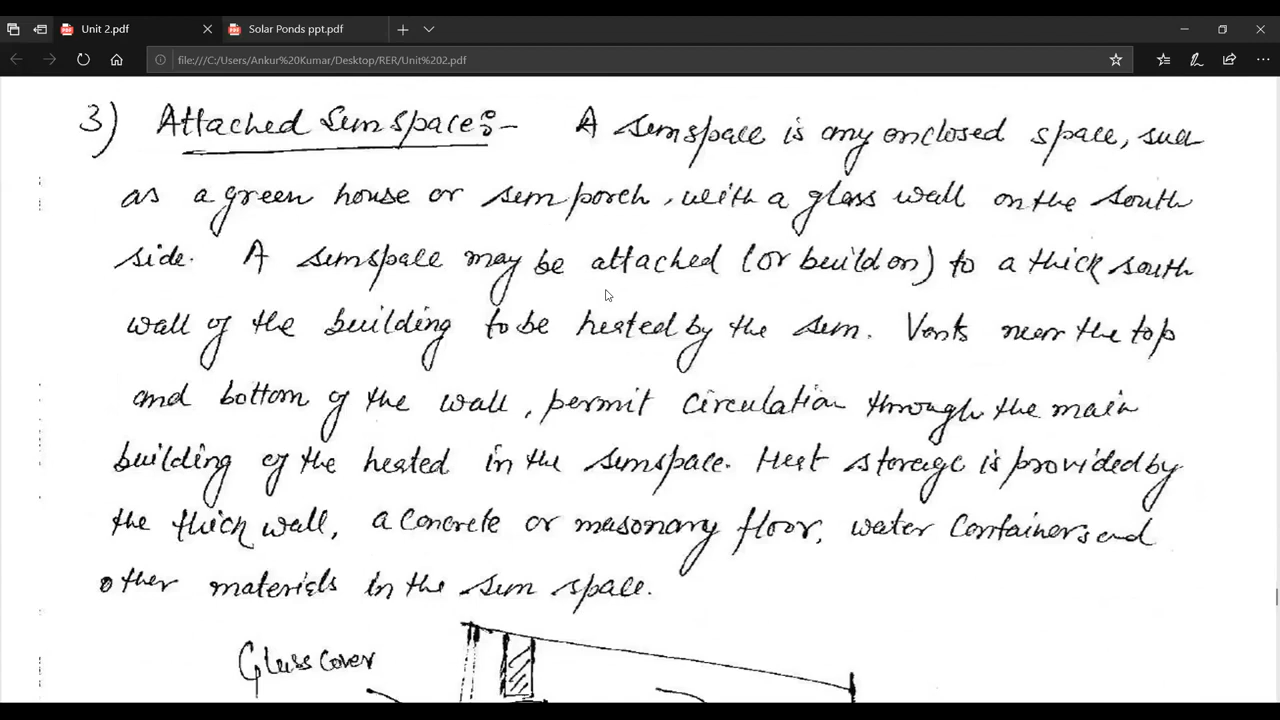 Unit 2.pdf
Solar Ponds ppt.pdf
file:///C:/Users/Ankur%20Kumar/Desktop/RER/Unit%202.pdf
3) Attached Sunspace:- A sunspace is any enclosed space, such
as a green house or sun porch, with a glass wall on the south
side. A sunspace may be attached (or build on) to a thick south
wall of the building to be heated by the sun. Vents near the top
and bottom of the wall, permit circulation through the main
building of the heated in the sunspace. Heat storage is provided by
the thick wall, a concrete or masonary floor, water containers and
other materials in the sun space.
Glass cover